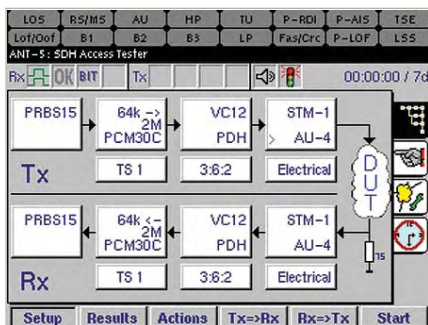 LOS RS/MS AU HP TU P-RDI P-AIS TSE
Lof/Oof B1 B2 B3 LP Fas/Crc P-LOF LSS
ANT-5 : SDH Access Tester
Rx OK BIT Tx 00:00:00 / 7d
PRBS15 64k -> 2M PCM30C VC12 PDH STM-1 > AU-4
Tx TS 1 3:6:2 Electrical
DUT
PRBS15 64k <- 2M PCM30C VC12 PDH STM-1 AU-4
75
Rx TS 1 3:6:2 Electrical
Setup Results Actions Tx=>Rx Rx=>Tx Start